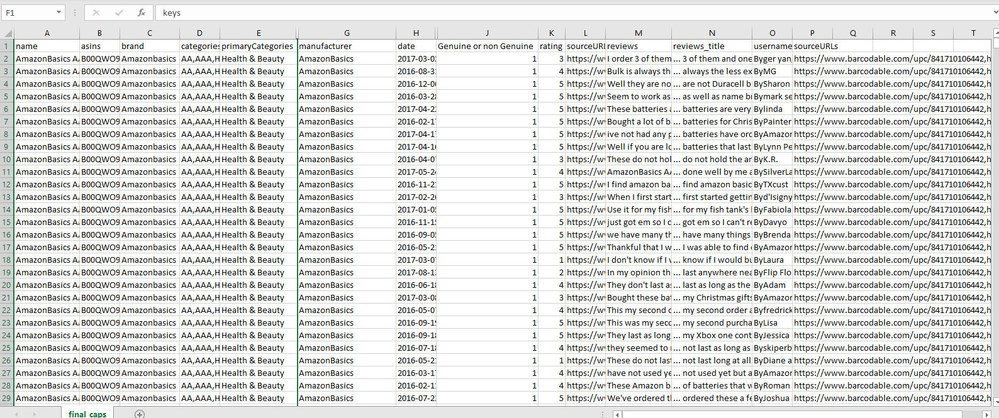 F1 fx keys
A B C D E G H J K L M N O P Q R S T
1 name asins brand categories primaryCategories manufacturer date Genuine or non Genuine rating sourceURL reviews reviews_title username sourceURLs
2 AmazonBasics A B00QWO9 Amazonbasics AA,AAA,H Health & Beauty AmazonBasics 2017-03-0 1 3 https://w I order 3 of them ... 3 of them and one Byger yan https://www.barcodable.com/upc/841710106442,h
3 AmazonBasics A B00QWO9 Amazonbasics AA,AAA,H Health & Beauty AmazonBasics 2016-08-3 1 4 https://w Bulk is always th ... always the less ex ByMG https://www.barcodable.com/upc/841710106442,h
4 AmazonBasics A B00QWO9 Amazonbasics AA,AAA,H Health & Beauty AmazonBasics 2016-12-0 1 5 https://w Well they are no ... are not Duracell b BySharon https://www.barcodable.com/upc/841710106442,h
5 AmazonBasics A B00QWO9 Amazonbasics AA,AAA,H Health & Beauty AmazonBasics 2016-03-2 1 5 https://w Seem to work as ... as well as name b Bymark se https://www.barcodable.com/upc/841710106442,h
6 AmazonBasics A B00QWO9 Amazonbasics AA,AAA,H Health & Beauty AmazonBasics 2017-04-2 1 5 https://w These batteries ... batteries are very Bylinda https://www.barcodable.com/upc/841710106442,h
7 AmazonBasics A B00QWO9 Amazonbasics AA,AAA,H Health & Beauty AmazonBasics 2016-02-1 1 5 https://w Bought a lot of b ... batteries for Chris ByPainter https://www.barcodable.com/upc/841710106442,h
8 AmazonBasics A B00QWO9 Amazonbasics AA,AAA,H Health & Beauty AmazonBasics 2017-04-1 1 5 https://w ive not had any p ... batteries have ord ByAmazon https://www.barcodable.com/upc/841710106442,h
9 AmazonBasics A B00QWO9 Amazonbasics AA,AAA,H Health & Beauty AmazonBasics 2017-04-1 1 5 https://w Well if you are lo ... batteries that last ByLynn Pe https://www.barcodable.com/upc/841710106442,h
10 AmazonBasics A B00QWO9 Amazonbasics AA,AAA,H Health & Beauty AmazonBasics 2016-04-0 1 3 https://w These do not hol ... do not hold the ar ByK.R. https://www.barcodable.com/upc/841710106442,h
11 AmazonBasics A B00QWO9 Amazonbasics AA,AAA,H Health & Beauty AmazonBasics 2017-05-2 1 4 https://w AmazonBasics AA ... done well by me a BySilverLa https://www.barcodable.com/upc/841710106442,h
12 AmazonBasics A B00QWO9 Amazonbasics AA,AAA,H Health & Beauty AmazonBasics 2016-11-2 1 5 https://w I find amazon ba ... find amazon basic ByTXcust https://www.barcodable.com/upc/841710106442,h
13 AmazonBasics A B00QWO9 Amazonbasics AA,AAA,H Health & Beauty AmazonBasics 2017-02-2 1 3 https://w When I first start ... first started gettin Byd'Isigny https://www.barcodable.com/upc/841710106442,h
14 AmazonBasics A B00QWO9 Amazonbasics AA,AAA,H Health & Beauty AmazonBasics 2017-01-0 1 5 https://w Use it for my fish ... for my fish tank's ByFabiola https://www.barcodable.com/upc/841710106442,h
15 AmazonBasics A B00QWO9 Amazonbasics AA,AAA,H Health & Beauty AmazonBasics 2016-11-1 1 5 https://w just got em so I c ... got em so I can't r ByDavyo https://www.barcodable.com/upc/841710106442,h
16 AmazonBasics A B00QWO9 Amazonbasics AA,AAA,H Health & Beauty AmazonBasics 2016-09-0 1 5 https://w we have many th ... have many things ByBrenda https://www.barcodable.com/upc/841710106442,h
17 AmazonBasics A B00QWO9 Amazonbasics AA,AAA,H Health & Beauty AmazonBasics 2016-05-2 1 5 https://w Thankful that I w ... I was able to find ByAmazon https://www.barcodable.com/upc/841710106442,h
18 AmazonBasics A B00QWO9 Amazonbasics AA,AAA,H Health & Beauty AmazonBasics 2017-03-0 1 1 https://w I don't know if I ... know if I would bu ByLaura https://www.barcodable.com/upc/841710106442,h
19 AmazonBasics A B00QWO9 Amazonbasics AA,AAA,H Health & Beauty AmazonBasics 2017-08-1 1 2 https://w In my opinion th ... last anywhere nea ByFlip Flo https://www.barcodable.com/upc/841710106442,h
20 AmazonBasics A B00QWO9 Amazonbasics AA,AAA,H Health & Beauty AmazonBasics 2016-06-1 1 4 https://w They don't last as ... last as long as the ByAdam https://www.barcodable.com/upc/841710106442,h
21 AmazonBasics A B00QWO9 Amazonbasics AA,AAA,H Health & Beauty AmazonBasics 2017-03-0 1 3 https://w Bought these bat ... my Christmas gifts ByAmazon https://www.barcodable.com/upc/841710106442,h
22 AmazonBasics A B00QWO9 Amazonbasics AA,AAA,H Health & Beauty AmazonBasics 2016-05-0 1 4 https://w This my second o ... my second order a Byfredrick https://www.barcodable.com/upc/841710106442,h
23 AmazonBasics A B00QWO9 Amazonbasics AA,AAA,H Health & Beauty AmazonBasics 2016-09-1 1 5 https://w This was my seco ... my second purcha ByLisa https://www.barcodable.com/upc/841710106442,h
24 AmazonBasics A B00QWO9 Amazonbasics AA,AAA,H Health & Beauty AmazonBasics 2016-09-1 1 5 https://w They last as long ... my Xbox one cont ByJessica https://www.barcodable.com/upc/841710106442,h
25 AmazonBasics A B00QWO9 Amazonbasics AA,AAA,H Health & Beauty AmazonBasics 2016-07-1 1 4 https://w they seemed to ... not last as long as Byskiperb https://www.barcodable.com/upc/841710106442,h
26 AmazonBasics A B00QWO9 Amazonbasics AA,AAA,H Health & Beauty AmazonBasics 2016-05-2 1 1 https://w These do not last ... not last long at all ByDiane a https://www.barcodable.com/upc/841710106442,h
27 AmazonBasics A B00QWO9 Amazonbasics AA,AAA,H Health & Beauty AmazonBasics 2016-03-1 1 4 https://w have not used ye ... not used yet but a ByAmazon https://www.barcodable.com/upc/841710106442,h
28 AmazonBasics A B00QWO9 Amazonbasics AA,AAA,H Health & Beauty AmazonBasics 2016-02-1 1 4 https://w These Amazon b ... of batteries that w ByRoman https://www.barcodable.com/upc/841710106442,h
29 AmazonBasics A B00QWO9 Amazonbasics AA,AAA,H Health & Beauty AmazonBasics 2016-07-2 1 5 https://w We've ordered t ... ordered these a fe ByJoshua https://www.barcodable.com/upc/841710106442,h
final_caps